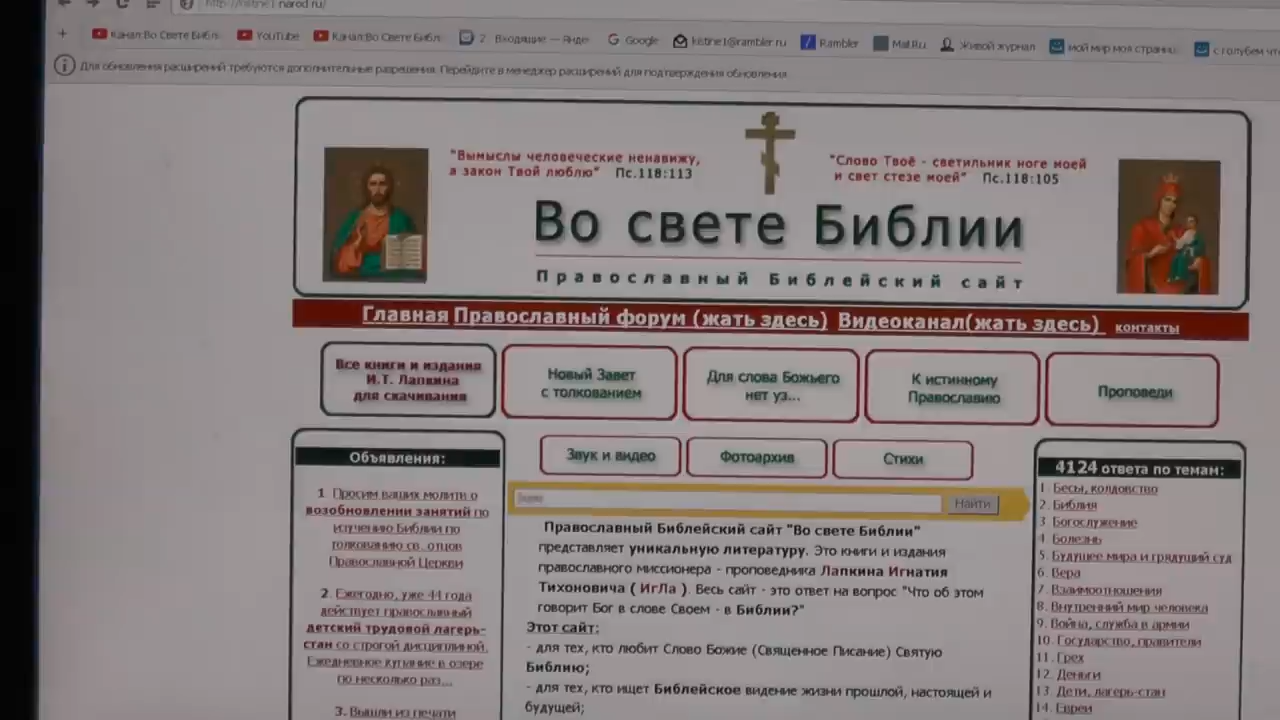 Канал:Во Свете Библ
YouTube
Канал:Во Свете Библ
2
Входящие — Янде
Google
kistine1@rambler.ru
Rambler
Mail.Ru
Живой журнал
мой мир моя страниц
с голубем чт
Для обновления расширений требуются дополнительные разрешения. Перейдите в менеджер расширений для подтверждения обновления.
"Вымыслы человеческие ненавижу,
а закон Твой люблю" Пс.118:113
"Слово Твоё - светильник ноге моей
и свет стезе моей" Пс.118:105
Во свете Библии
Православный Библейский сайт
Главная Православный форум (жать здесь) Видеоканал(жать здесь) контакты
Все книги и издания
И.Т. Лапкина
для скачивания
Новый Завет
с толкованием
Для слова Божьего
нет уз...
К истинному
Православию
Проповеди
Звук и видео
Фотоархив
Стихи
Найти
Объявления:
1 Просим ваших молитв о
возобновлении занятий по
изучению Библии по
толкованию св. отцов
Православной Церкви
2. Ежегодно, уже 44 года
действует православный
детский трудовой лагерь-
стан со строгой дисциплиной.
Ежедневное купание в озере
по несколько раз...
3. Вышли из печати
Православный Библейский сайт "Во свете Библии"
представляет уникальную литературу. Это книги и издания
православного миссионера - проповедника Лапкина Игнатия
Тихоновича ( ИгЛа ). Весь сайт - это ответ на вопрос "Что об этом
говорит Бог в слове Своем - в Библии?"
Этот сайт:
- для тех, кто любит Слово Божие (Священное Писание) Святую
Библию;
- для тех, кто ищет Библейское видение жизни прошлой, настоящей и
будущей;
4124 ответа по темам:
1 Бесы, колдовство
2. Библия
3 Богослужение
4 Болезнь
5. Будущее мира и грядущий суд
6. Вера
7. Взаимоотношения
8. Внутренний мир человека
9. Война, служба в армии
10. Государство, правители
11. Грех
12. Деньги
13. Дети, лагерь-стан
14. Евреи